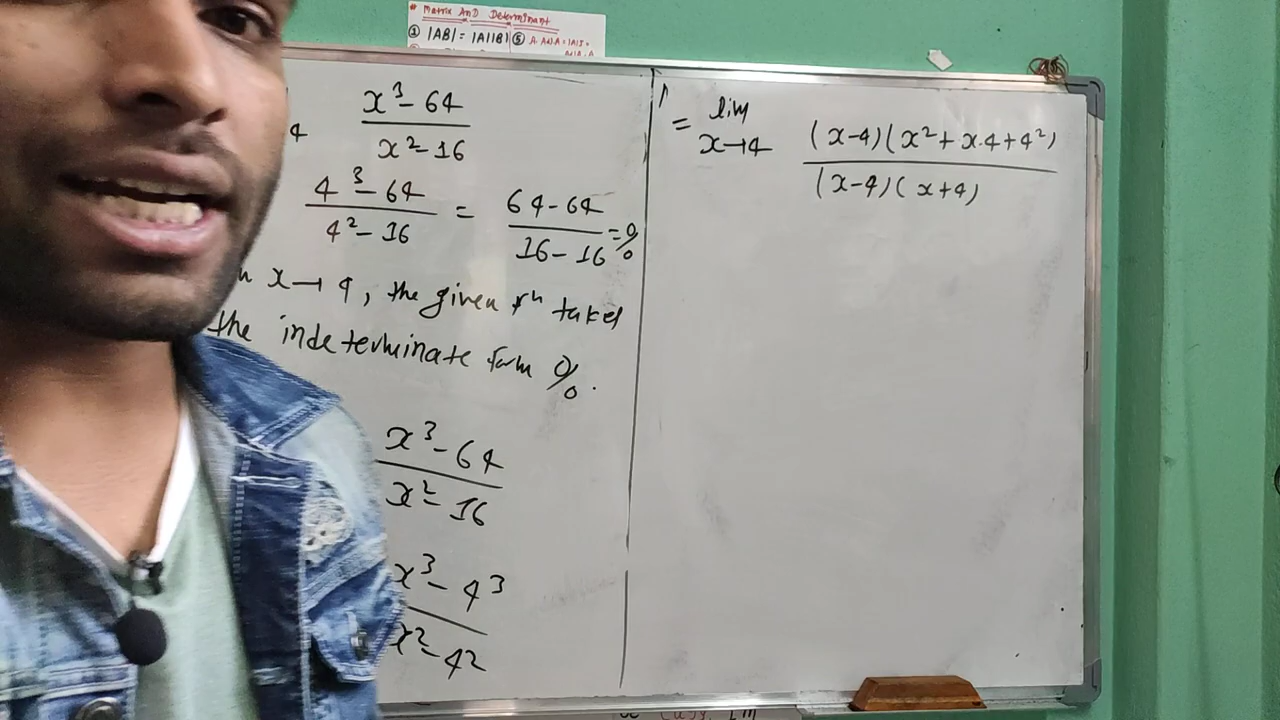 * Matrix And Determinant
① |AB| = |A||B| ⑤ A. AdjA = |A|I =
4 x³ - 64 / x² - 16
4³ - 64 / 4² - 16 = 64 - 64 / 16 - 16 = 0/0
x → 4, the given fⁿ takes
the indeterminate form 0/0.
x³ - 64 / x² - 16
x³ - 4³ / x² - 4²
= lim x→4 (x-4)(x² + x.4 + 4²) / (x-4)(x+4)